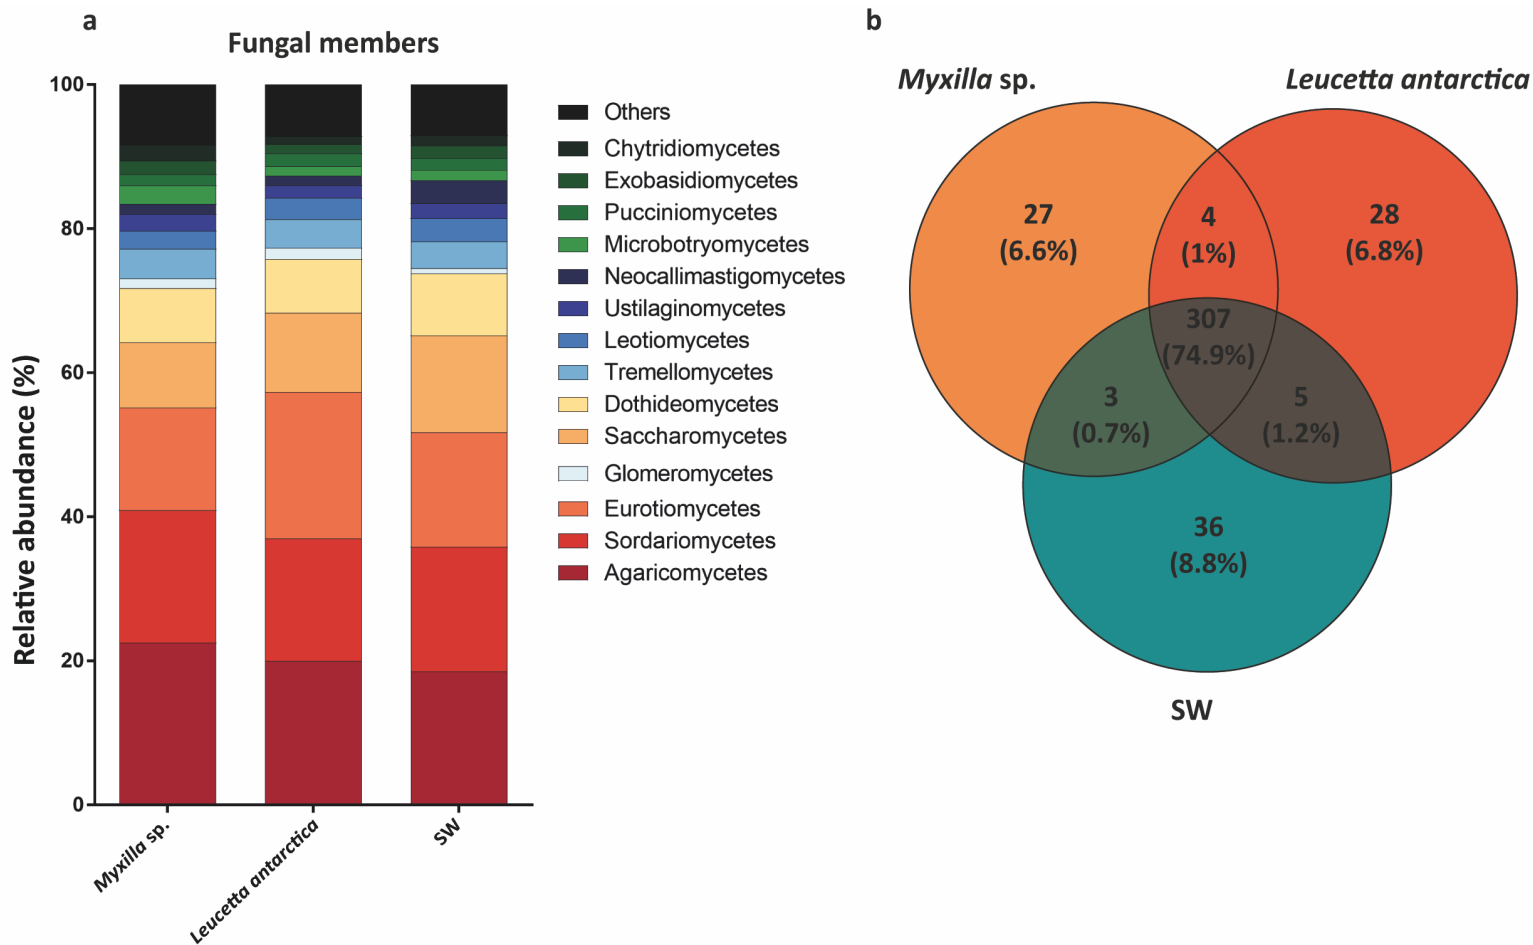 a
Fungal members
Relative abundance (%)
100
80
60
40
20
0
Myxilla sp.
Leucetta antarctica
SW
Others
Chytridiomycetes
Exobasidiomycetes
Pucciniomycetes
Microbotryomycetes
Neocallimastigomycetes
Ustilaginomycetes
Leotiomycetes
Tremellomycetes
Dothideomycetes
Saccharomycetes
Glomeromycetes
Eurotiomycetes
Sordariomycetes
Agaricomycetes
b
Myxilla sp.
Leucetta antarctica
27
(6.6%)
4
(1%)
28
(6.8%)
307
(74.9%)
3
(0.7%)
5
(1.2%)
36
(8.8%)
SW